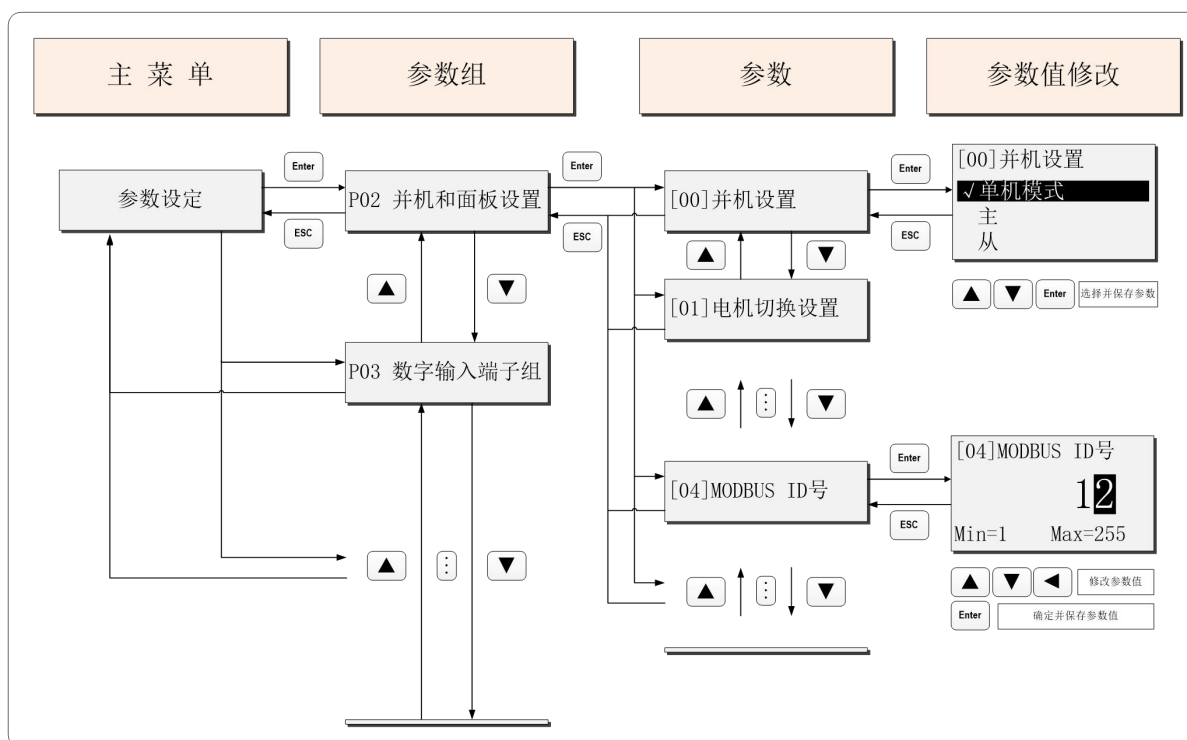 主 菜 单
参数组
参数
参数值修改
参数设定
Enter
ESC
P02 并机和面板设置
Enter
ESC
[00]并机设置
Enter
ESC
[00]并机设置
√单机模式
主
从
▲
▼
▲
▼
▲
▼
Enter
选择并保存参数
[01]电机切换设置
P03 数字输入端子组
▲
⋮
▼
[04]MODBUS ID号
Enter
ESC
[04]MODBUS ID号
12
Min=1 Max=255
▲
⋮
▼
▲
⋮
▼
▲
▼
◀
修改参数值
Enter
确定并保存参数值